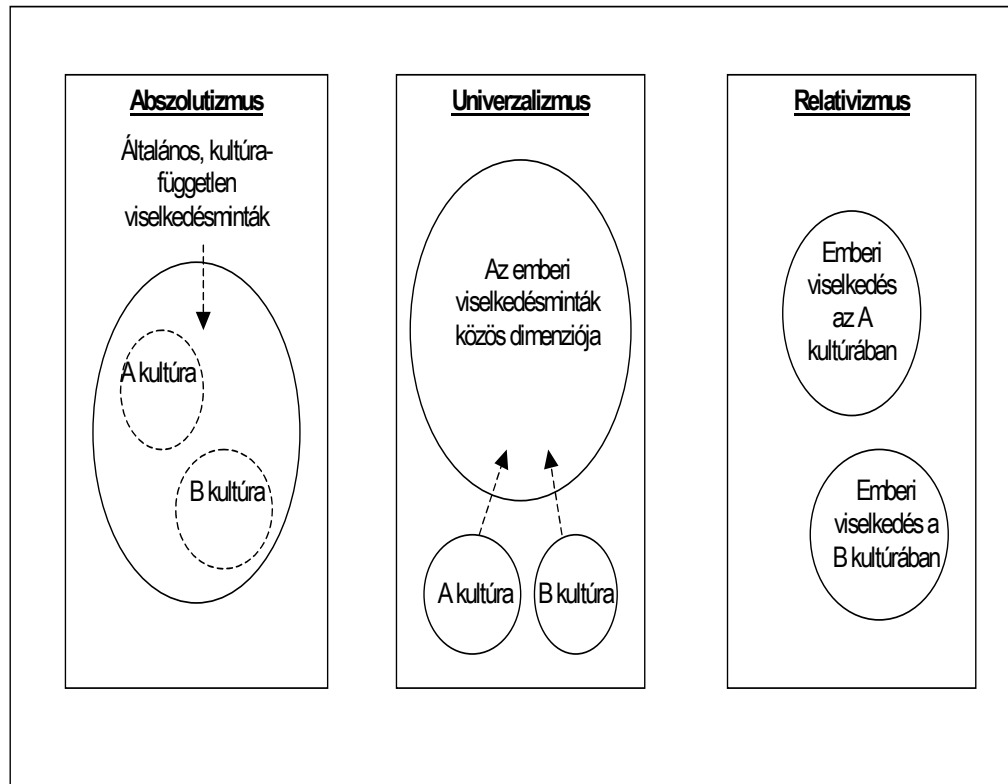 Abszolutizmus
Általános, kultúra-
független
viselkedésminták
A kultúra
B kultúra
Univerzalizmus
Az emberi
viselkedésminták
közös dimenziója
A kultúra
B kultúra
Relativizmus
Emberi
viselkedés
az A
kultúrában
Emberi
viselkedés a
B kultúrában